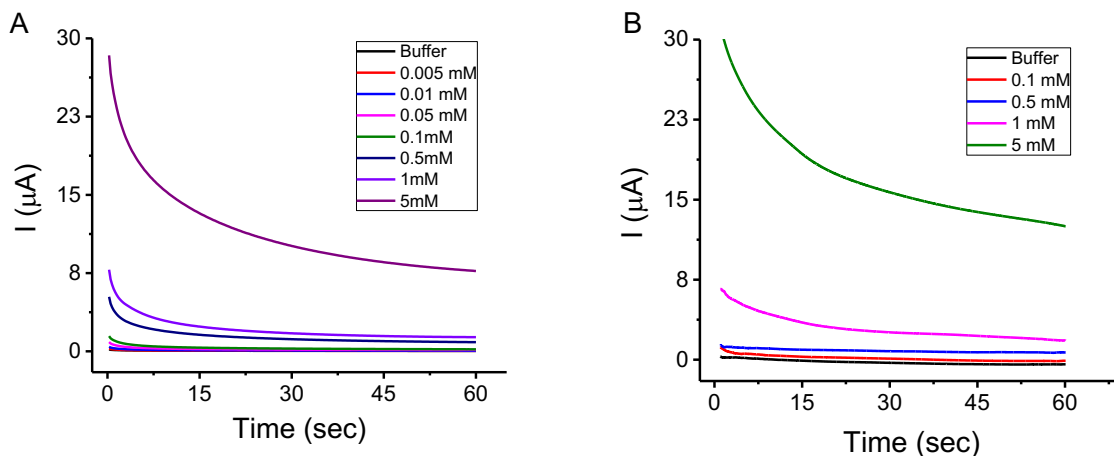 A
30
23
15
8
0
I (μA)
0 15 30 45 60
Time (sec)
Buffer
0.005 mM
0.01 mM
0.05 mM
0.1mM
0.5mM
1mM
5mM
B
30
23
15
8
0
I (μA)
0 15 30 45 60
Time (sec)
Buffer
0.1 mM
0.5 mM
1 mM
5 mM